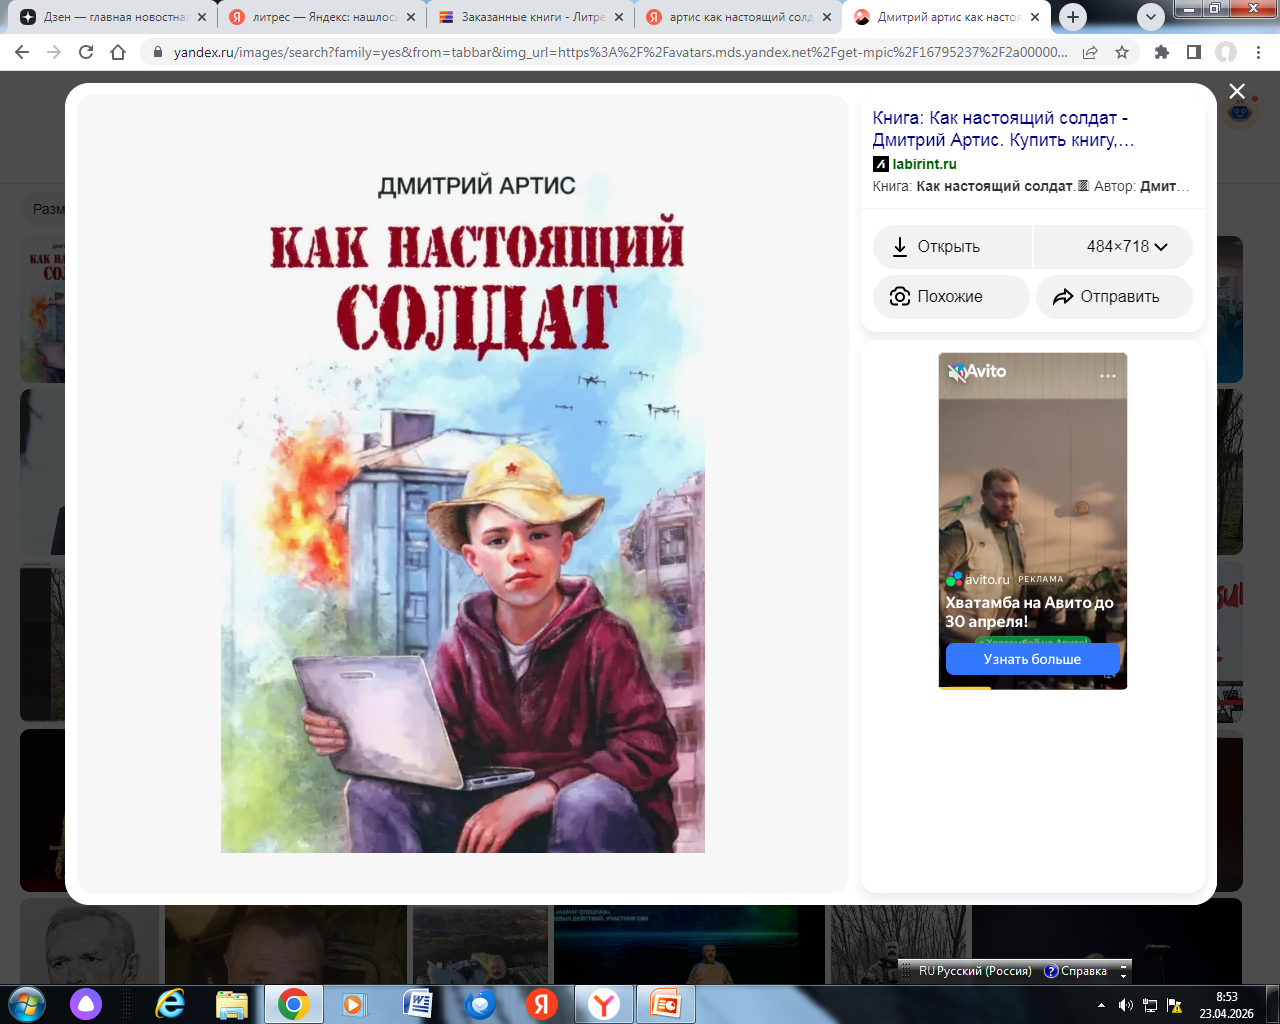 Дзен — главная новостна
литрес — Яндекс: нашлось
Заказанные книги - Литре
артис как настоящий солд
Дмитрий артис как настоя
yandex.ru/images/search?family=yes&from=tabbar&img_url=https%3A%2F%2Favatars.mds.yandex.net%2Fget-mpic%2F16795237%2F2a00000...
Разм
ДМИТРИЙ АРТИС
КАК НАСТОЯЩИЙ
СОЛДАТ
Книга: Как настоящий солдат -
Дмитрий Артис. Купить книгу,…
labirint.ru
Книга: Как настоящий солдат. Автор: Дмит…
Открыть
484×718
Похожие
Отправить
Avito
avito.ru РЕКЛАМА
Хватамба на Авито до
30 апреля!
Узнать больше
RU Русский (Россия) Справка
8:53
23.04.2026